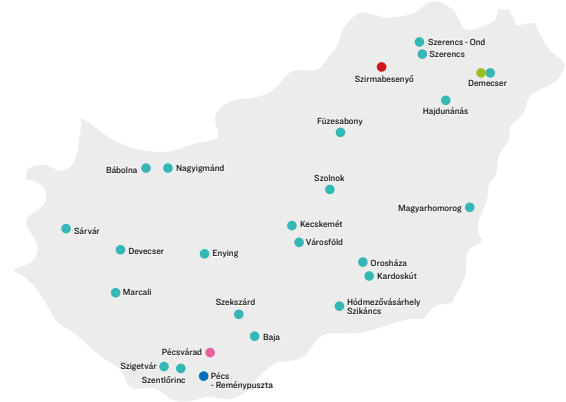 Szerencs - Ond
Szerencs
Szirmabesenyő
Demecser
Hajdunánás
Füzesabony
Bábolna
Nagyigmánd
Szolnok
Magyarhomorog
Sárvár
Kecskemét
Városföld
Devecser
Enying
Orosháza
Kardoskút
Marcali
Szekszárd
Hódmezővásárhely
Szikáncs
Baja
Pécsvárad
Szigetvár
Szentlőrinc
Pécs
- Reménypuszta